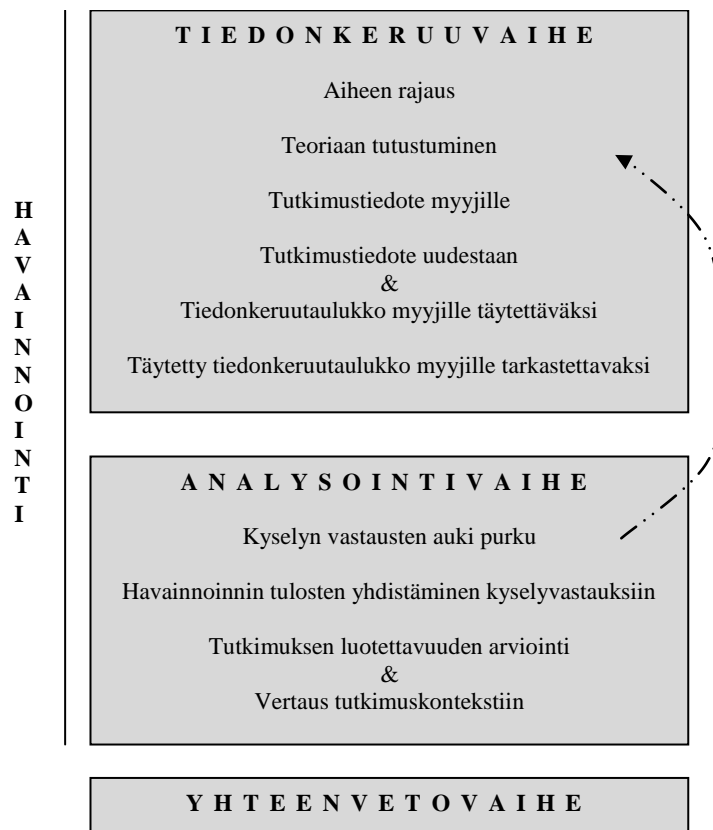 HAVAINNOINTI
TIEDONKERUUVAIHE
Aiheen rajaus
Teoriaan tutustuminen
Tutkimustiedote myyjille
Tutkimustiedote uudestaan
&
Tiedonkeruutaulukko myyjille täytettäväksi
Täytetty tiedonkeruutaulukko myyjille tarkastettavaksi
ANALYSOINTIVAIHE
Kyselyn vastausten auki purku
Havainnoinnin tulosten yhdistäminen kyselyvastauksiin
Tutkimuksen luotettavuuden arviointi
&
Vertaus tutkimuskontekstiin
YHTEENVETOVAIHE